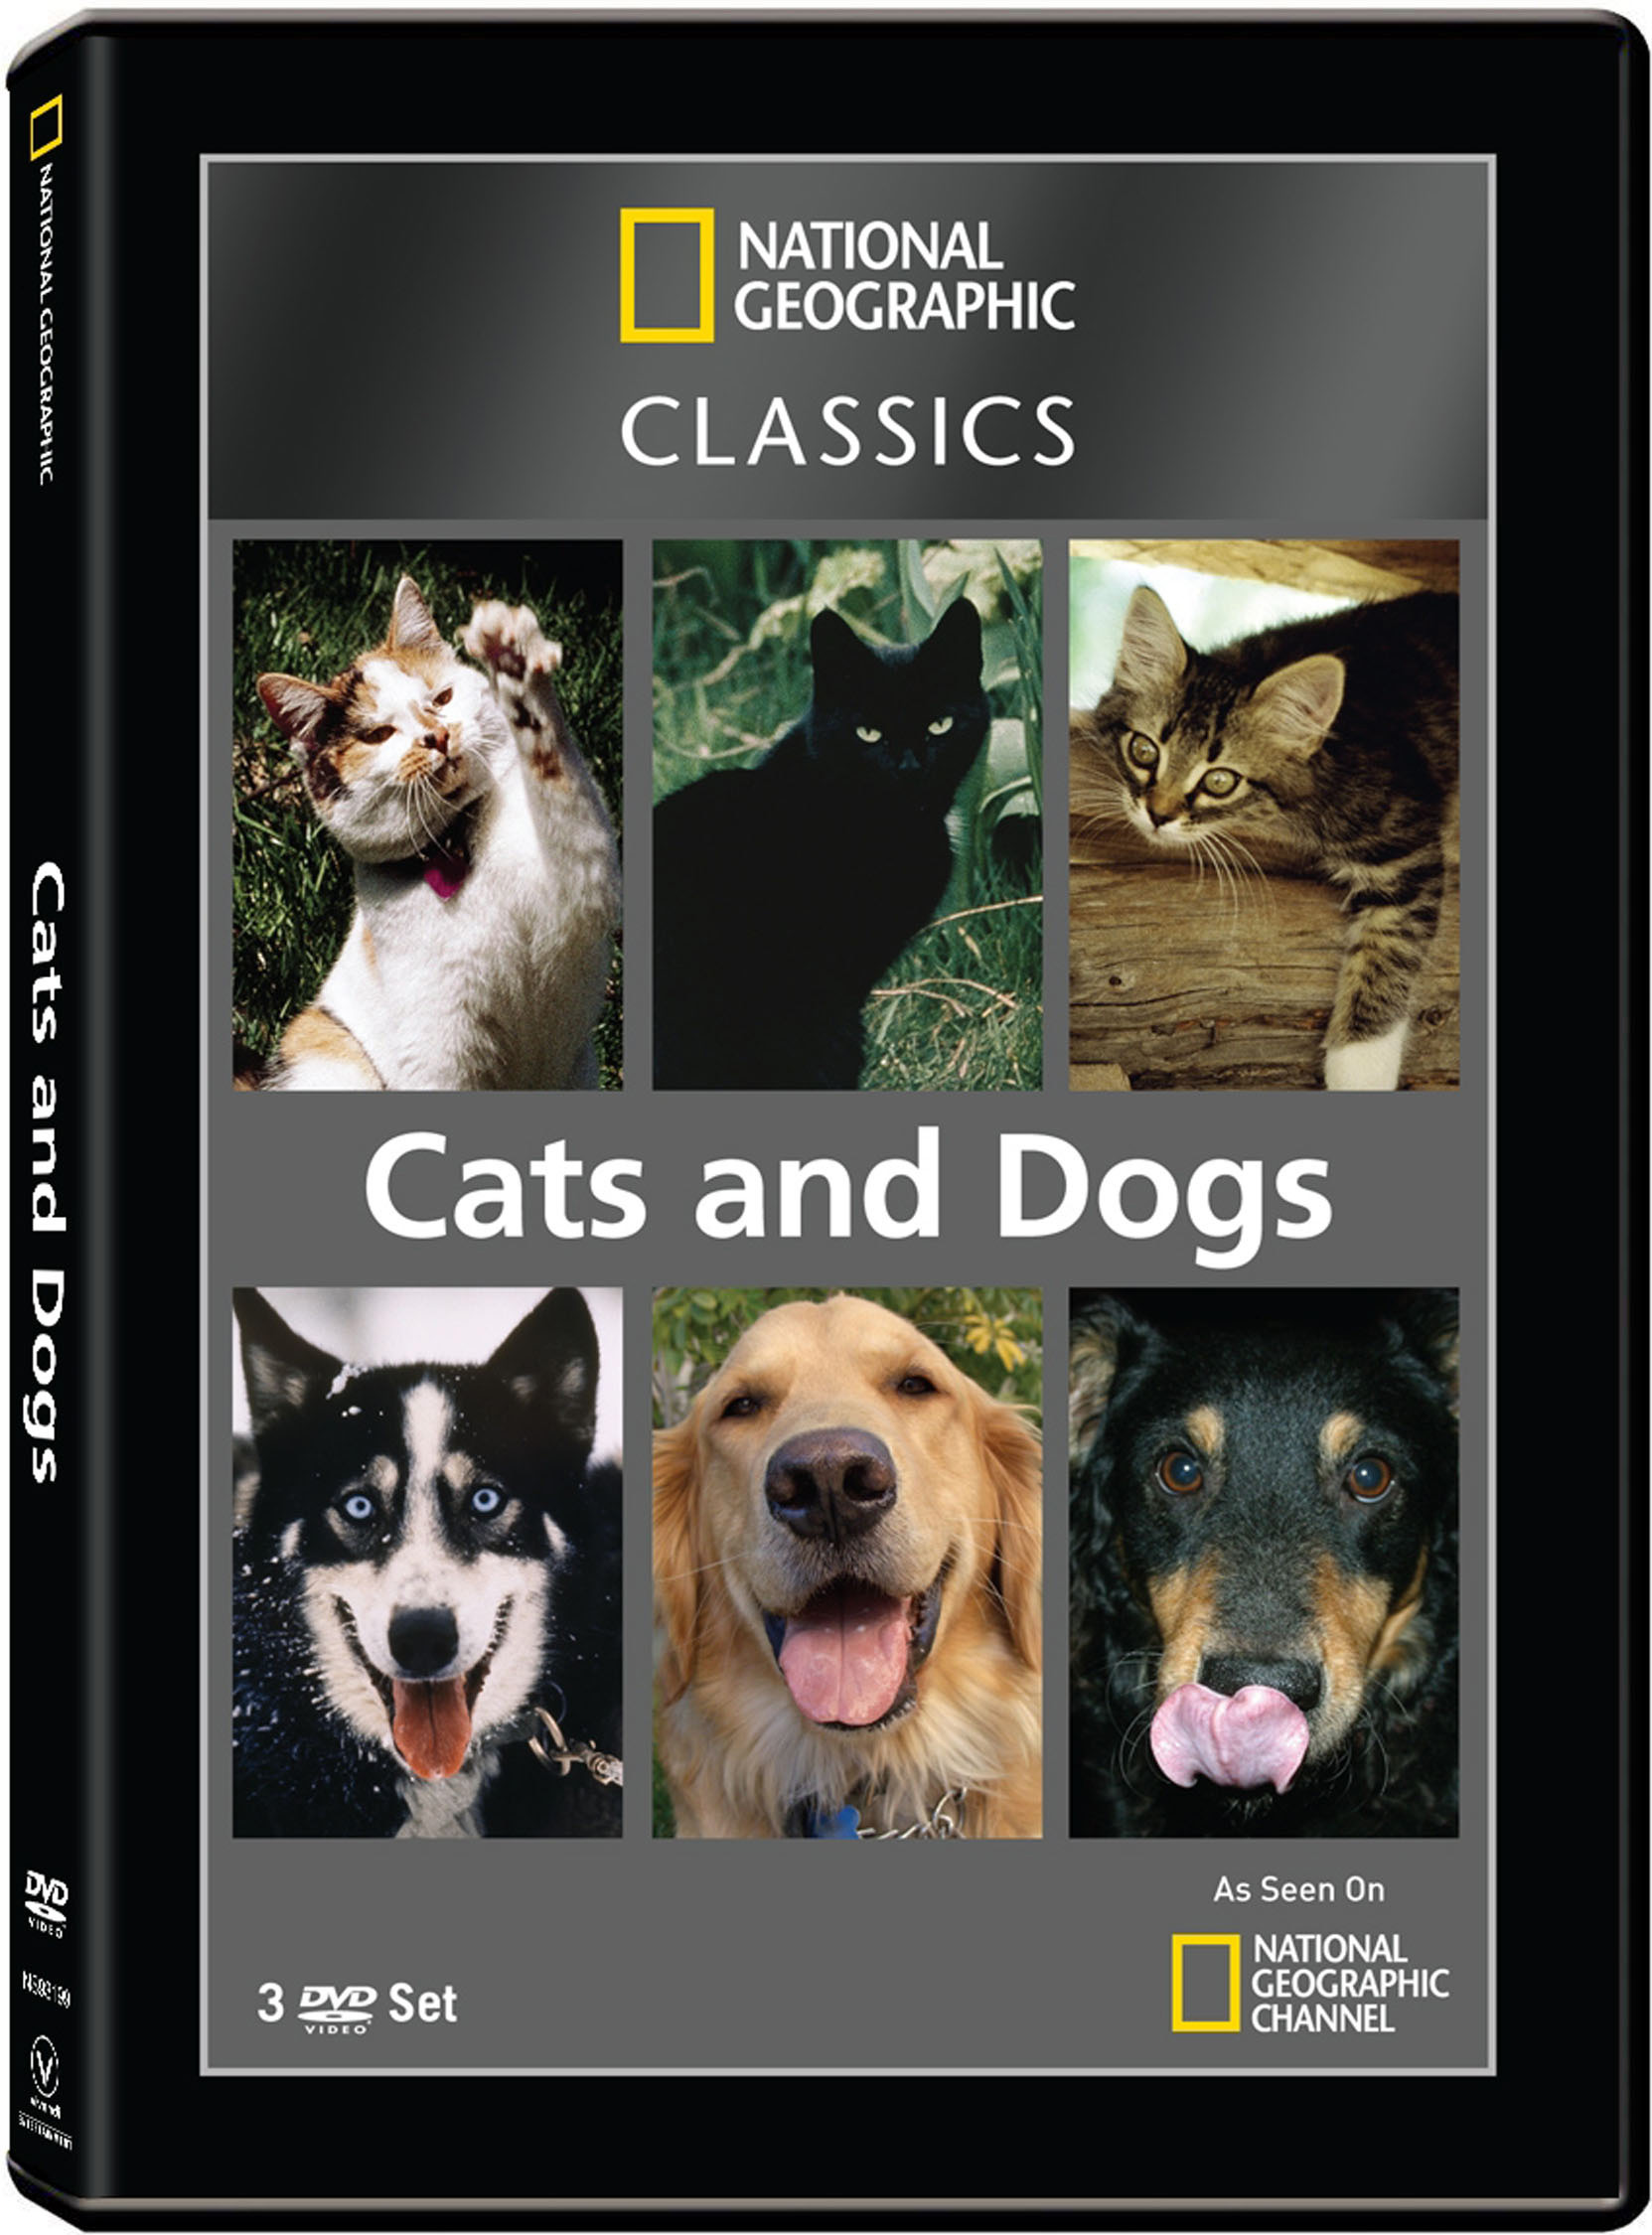 NATIONAL GEOGRAPHIC
Cats and Dogs
DVD
VIDEO
NATIONAL
GEOGRAPHIC
CLASSICS
Cats and Dogs
3 DVD VIDEO Set
As Seen On
NATIONAL
GEOGRAPHIC
CHANNEL